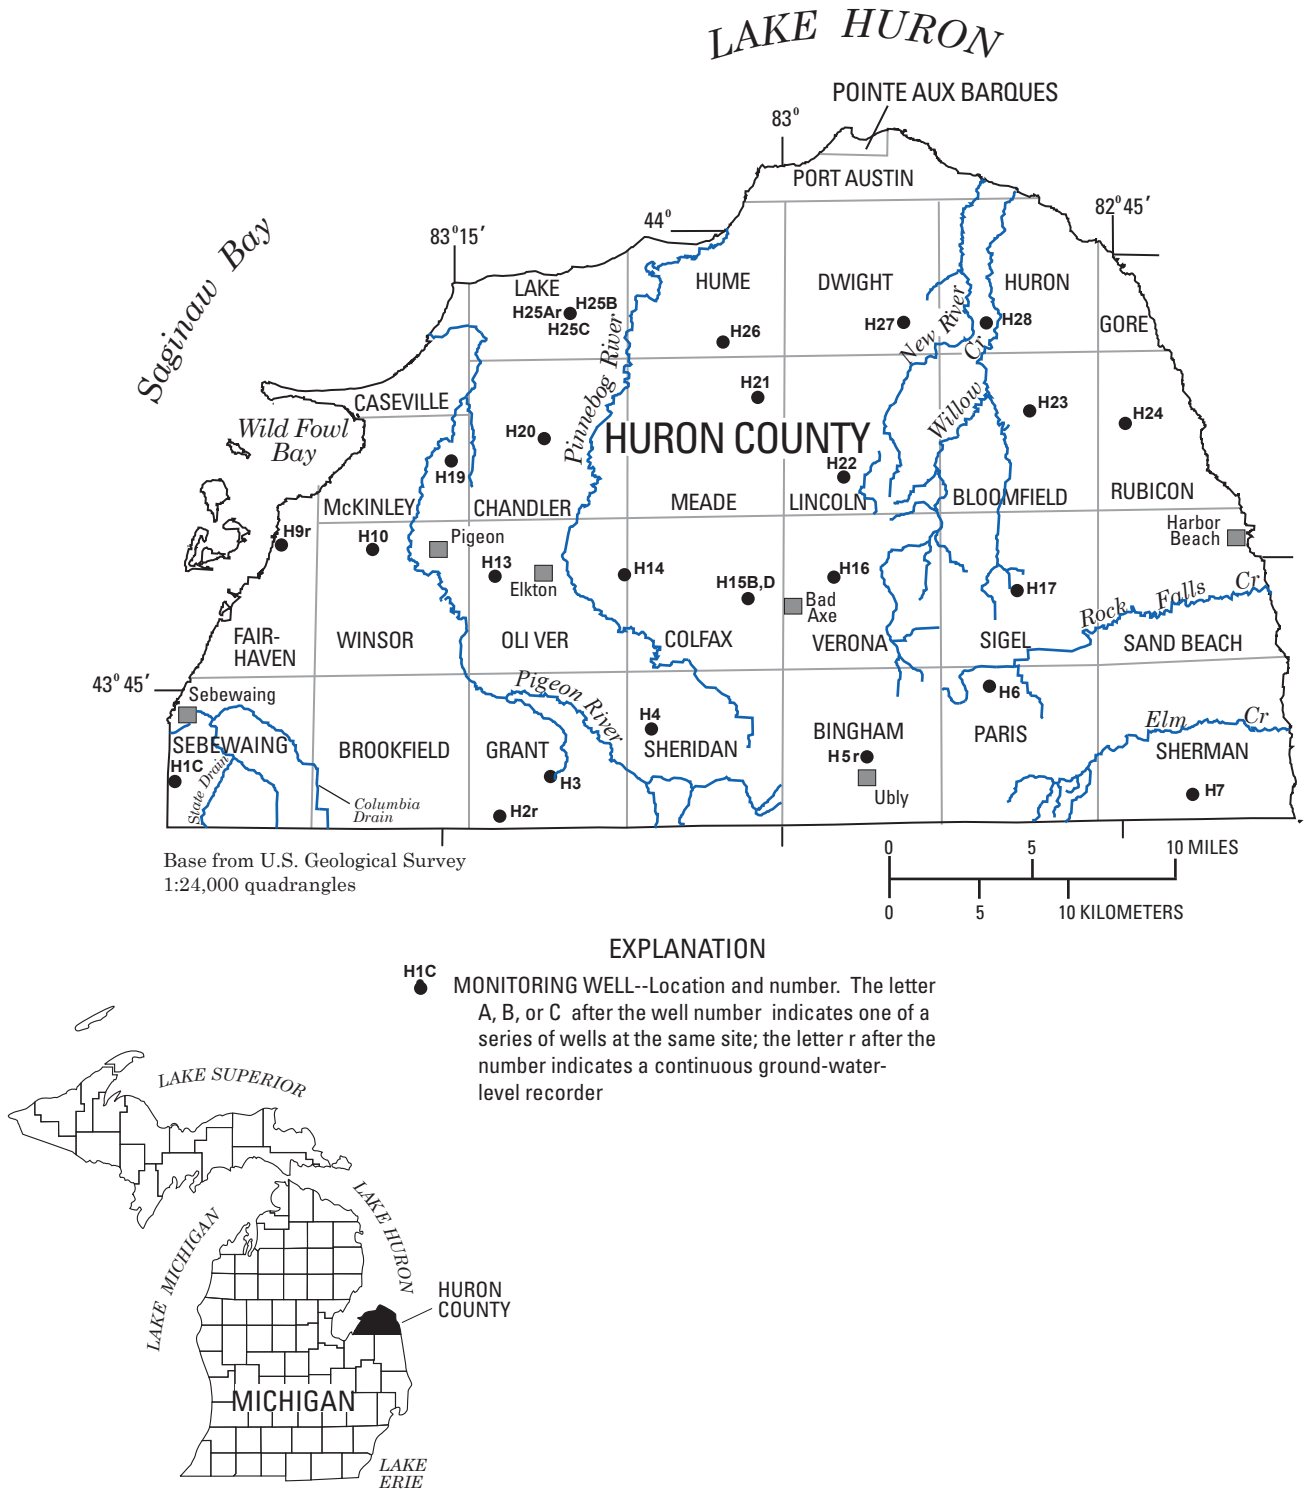 LAKE HURON
POINTE AUX BARQUES
83°
PORT AUSTIN
44°
82°45′
83°15′
Saginaw Bay
LAKE
HUME
DWIGHT
HURON
H25Ar
H25B
H25C
H26
H27
New River
H28
GORE
Pinnebog River
Cr
Willow
H21
CASEVILLE
Wild Fowl
Bay
H20
HURON COUNTY
H23
H24
H19
H22
McKINLEY
CHANDLER
MEADE
LINCOLN
BLOOMFIELD
RUBICON
H9r
H10
Pigeon
Harbor
Beach
H13
Elkton
H14
H15B,D
Bad
Axe
H16
H17
Rock Falls Cr
FAIR-
HAVEN
WINSOR
OLI VER
COLFAX
VERONA
SIGEL
SAND BEACH
43°45′
Sebewaing
Pigeon River
H6
H4
SEBEWAING
BROOKFIELD
GRANT
SHERIDAN
BINGHAM
PARIS
Elm Cr
SHERMAN
H1C
State Drain
Columbia
Drain
H3
H5r
H2r
Ubly
H7
Base from U.S. Geological Survey
1:24,000 quadrangles
0 5 10 MILES
0 5 10 KILOMETERS
EXPLANATION
H1C
MONITORING WELL--Location and number. The letter
A, B, or C after the well number indicates one of a
series of wells at the same site; the letter r after the
number indicates a continuous ground-water-
level recorder
LAKE SUPERIOR
LAKE MICHIGAN
LAKE HURON
HURON
COUNTY
MICHIGAN
LAKE
ERIE